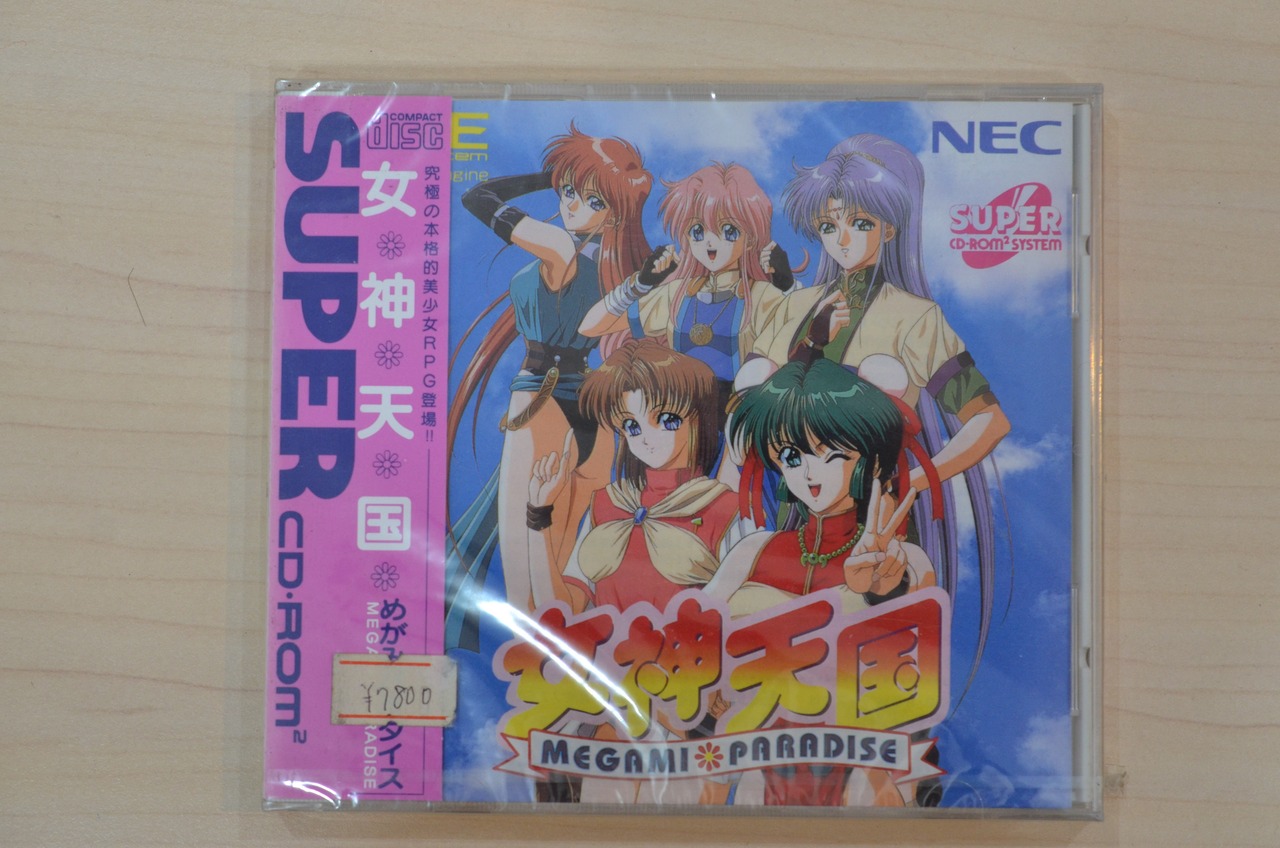 SUPER CD-ROM²
COMPACT
disc
女神天国
めがみ
タイス
MEGA
RADISE
究極の本格的美少女RPG登場!!
¥7800
E
tem
gine
NEC
SUPER
CD-ROM² SYSTEM
女神天国
MEGAMI PARADISE